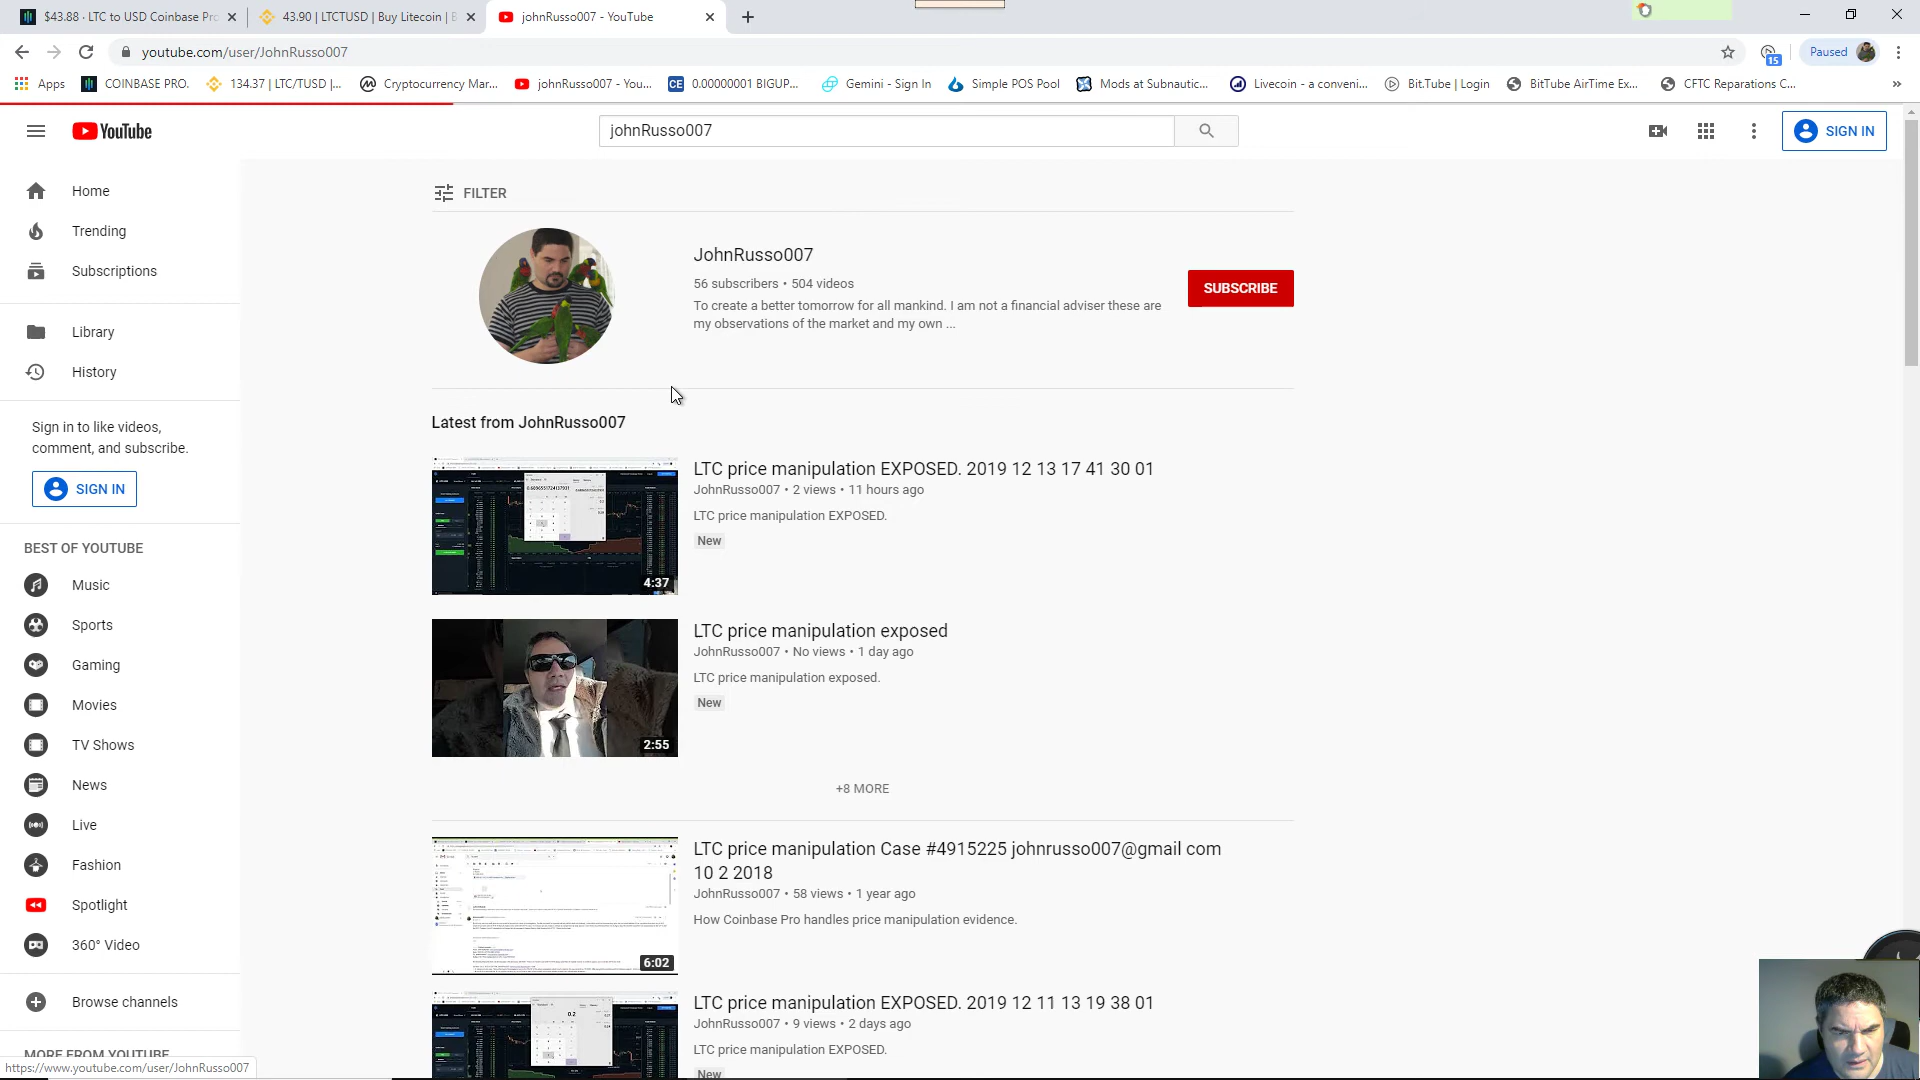 $43.88 · LTC to USD Coinbase Pro
43.90 | LTCTUSD | Buy Litecoin | B
johnRusso007 - YouTube
youtube.com/user/JohnRusso007
15
Paused
Apps
COINBASE PRO.
134.37 | LTC/TUSD |...
Cryptocurrency Mar...
johnRusso007 - You...
CE
0.00000001 BIGUP...
Gemini - Sign In
Simple POS Pool
Mods at Subnautic...
Livecoin - a conveni...
Bit.Tube | Login
BitTube AirTime Ex...
CFTC Reparations C...
YouTube
johnRusso007
SIGN IN
Home
Trending
Subscriptions
Library
History
Sign in to like videos,
comment, and subscribe.
SIGN IN
BEST OF YOUTUBE
Music
Sports
Gaming
Movies
TV Shows
News
Live
Fashion
Spotlight
360° Video
Browse channels
MORE FROM YOUTUBE
https://www.youtube.com/user/JohnRusso007
FILTER
JohnRusso007
56 subscribers • 504 videos
To create a better tomorrow for all mankind. I am not a financial adviser these are
my observations of the market and my own ...
SUBSCRIBE
Latest from JohnRusso007
LTC price manipulation EXPOSED. 2019 12 13 17 41 30 01
JohnRusso007 • 2 views • 11 hours ago
LTC price manipulation EXPOSED.
New
4:37
LTC price manipulation exposed
JohnRusso007 • No views • 1 day ago
LTC price manipulation exposed.
New
2:55
+8 MORE
LTC price manipulation Case #4915225 johnrusso007@gmail com
10 2 2018
JohnRusso007 • 58 views • 1 year ago
How Coinbase Pro handles price manipulation evidence.
6:02
LTC price manipulation EXPOSED. 2019 12 11 13 19 38 01
JohnRusso007 • 9 views • 2 days ago
LTC price manipulation EXPOSED.
New